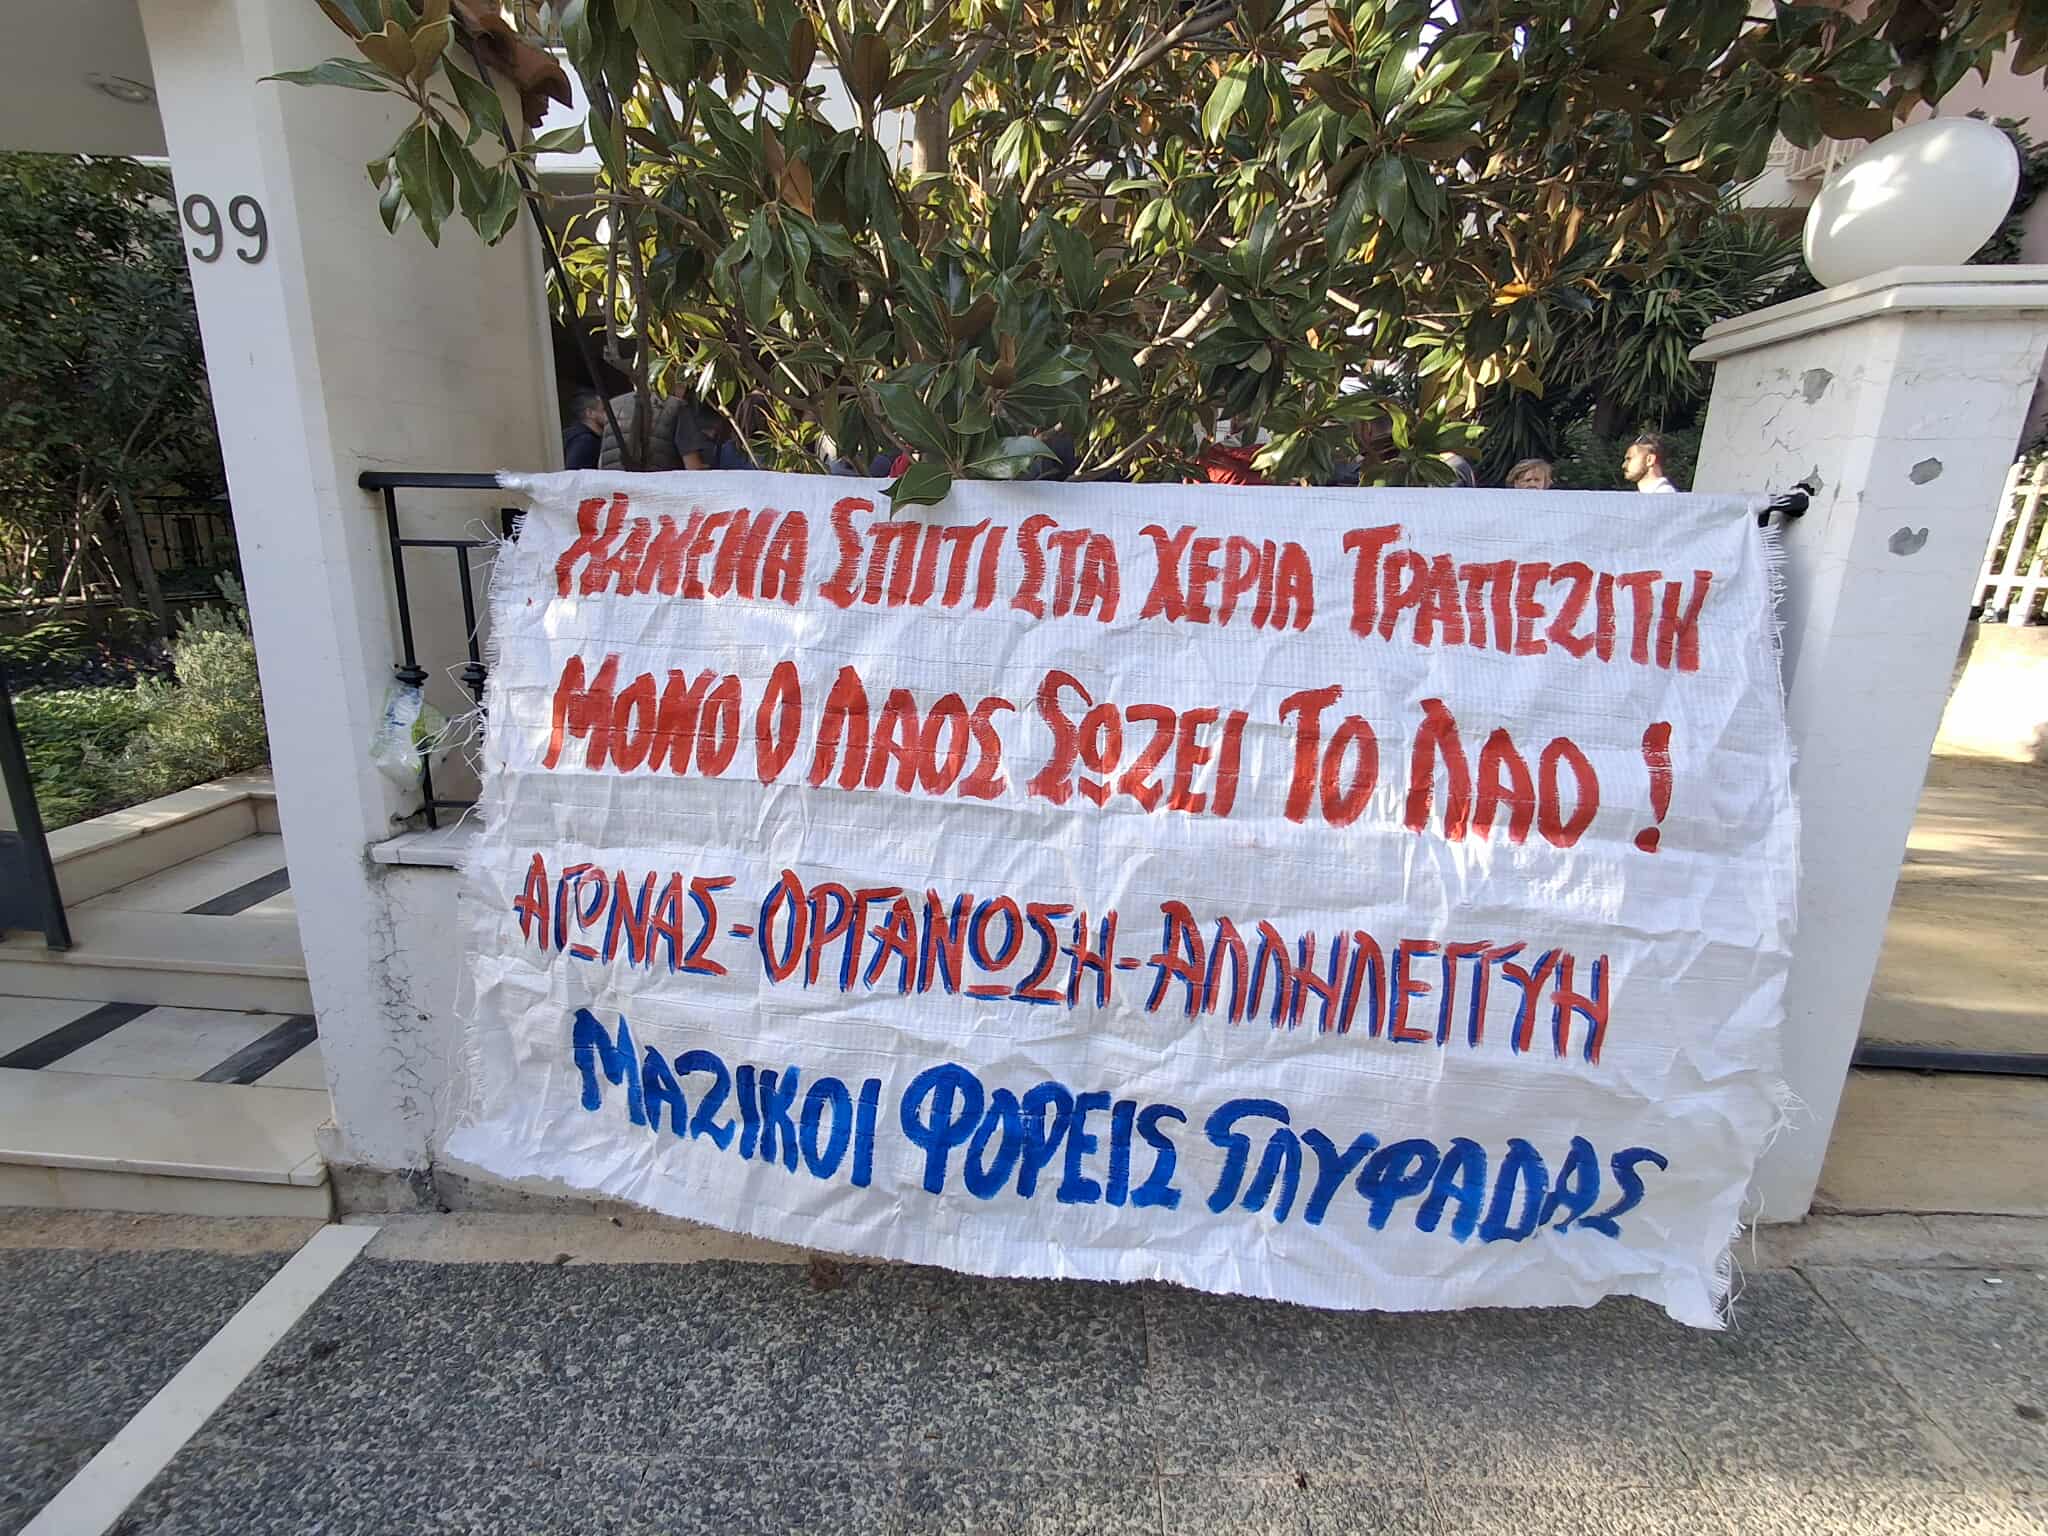 99
ΚΑΝΕΝΑ ΣΠΙΤΙ ΣΤΑ ΧΕΡΙΑ ΤΡΑΠΕΖΙΤΗ
ΜΟΝΟ Ο ΛΑΟΣ ΣΩΖΕΙ ΤΟ ΛΑΟ!
ΑΓΩΝΑΣ-ΟΡΓΑΝΩΣΗ-ΑΛΛΗΛΕΓΓΥΗ
ΜΑΖΙΚΟΙ ΦΟΡΕΙΣ ΓΛΥΦΑΔΑΣ